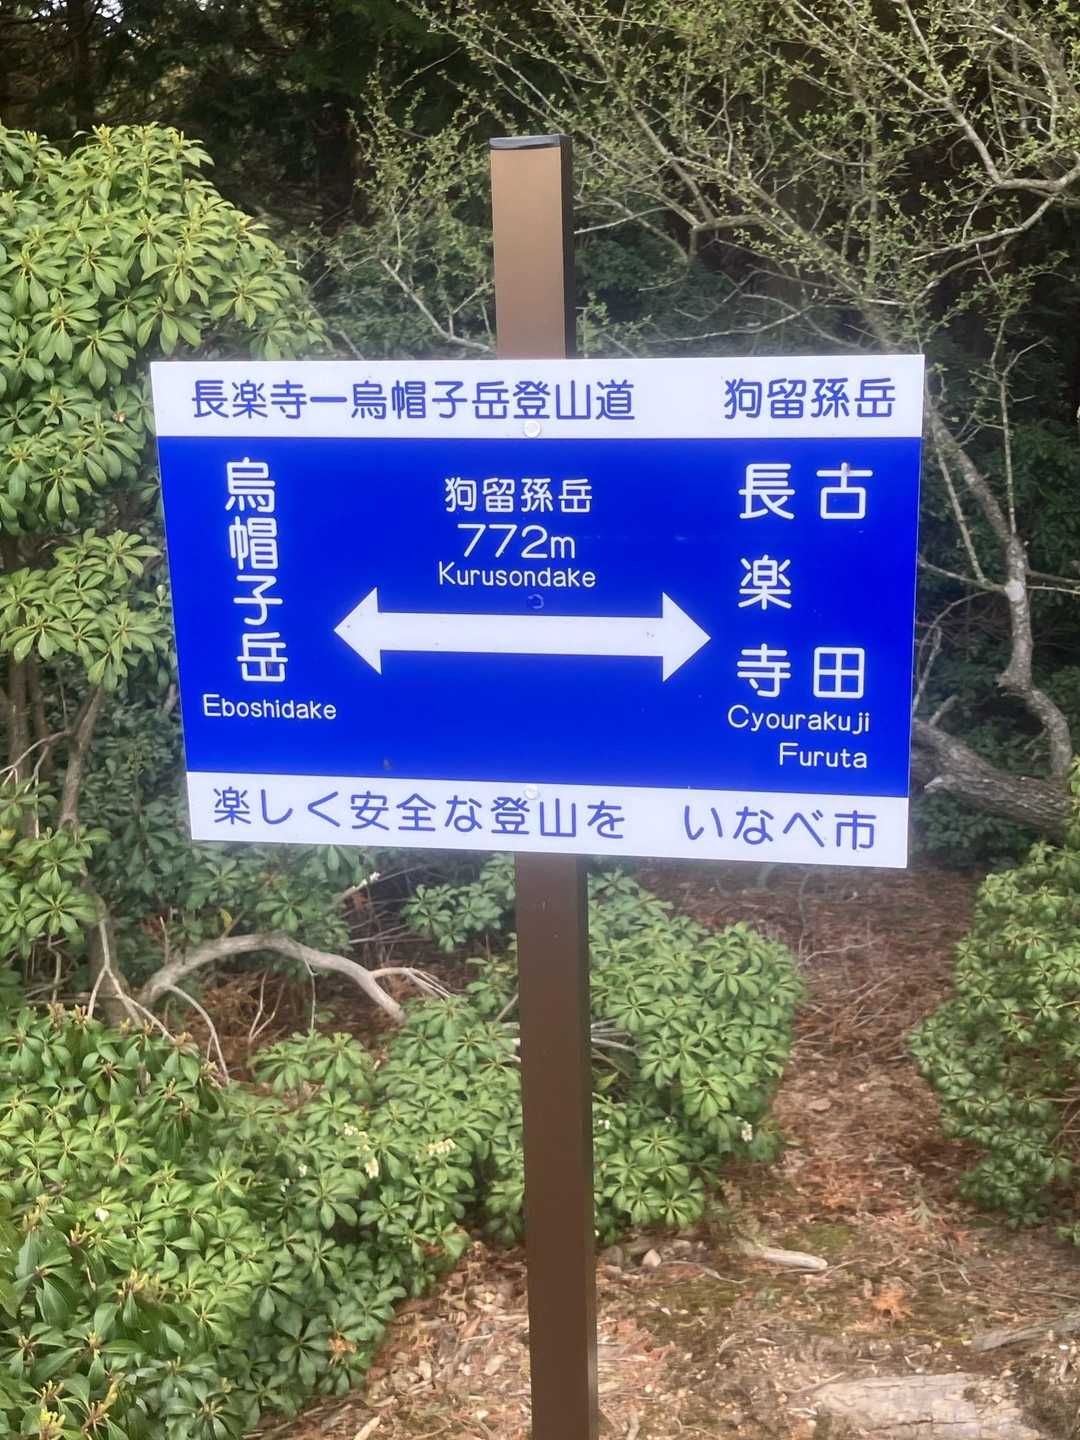 長楽寺ー烏帽子岳登山道 狗留孫岳
烏帽子岳
Eboshidake
狗留孫岳
772m
Kurusondake
古田
長楽寺
Cyourakuji
Furuta
楽しく安全な登山を いなべ市